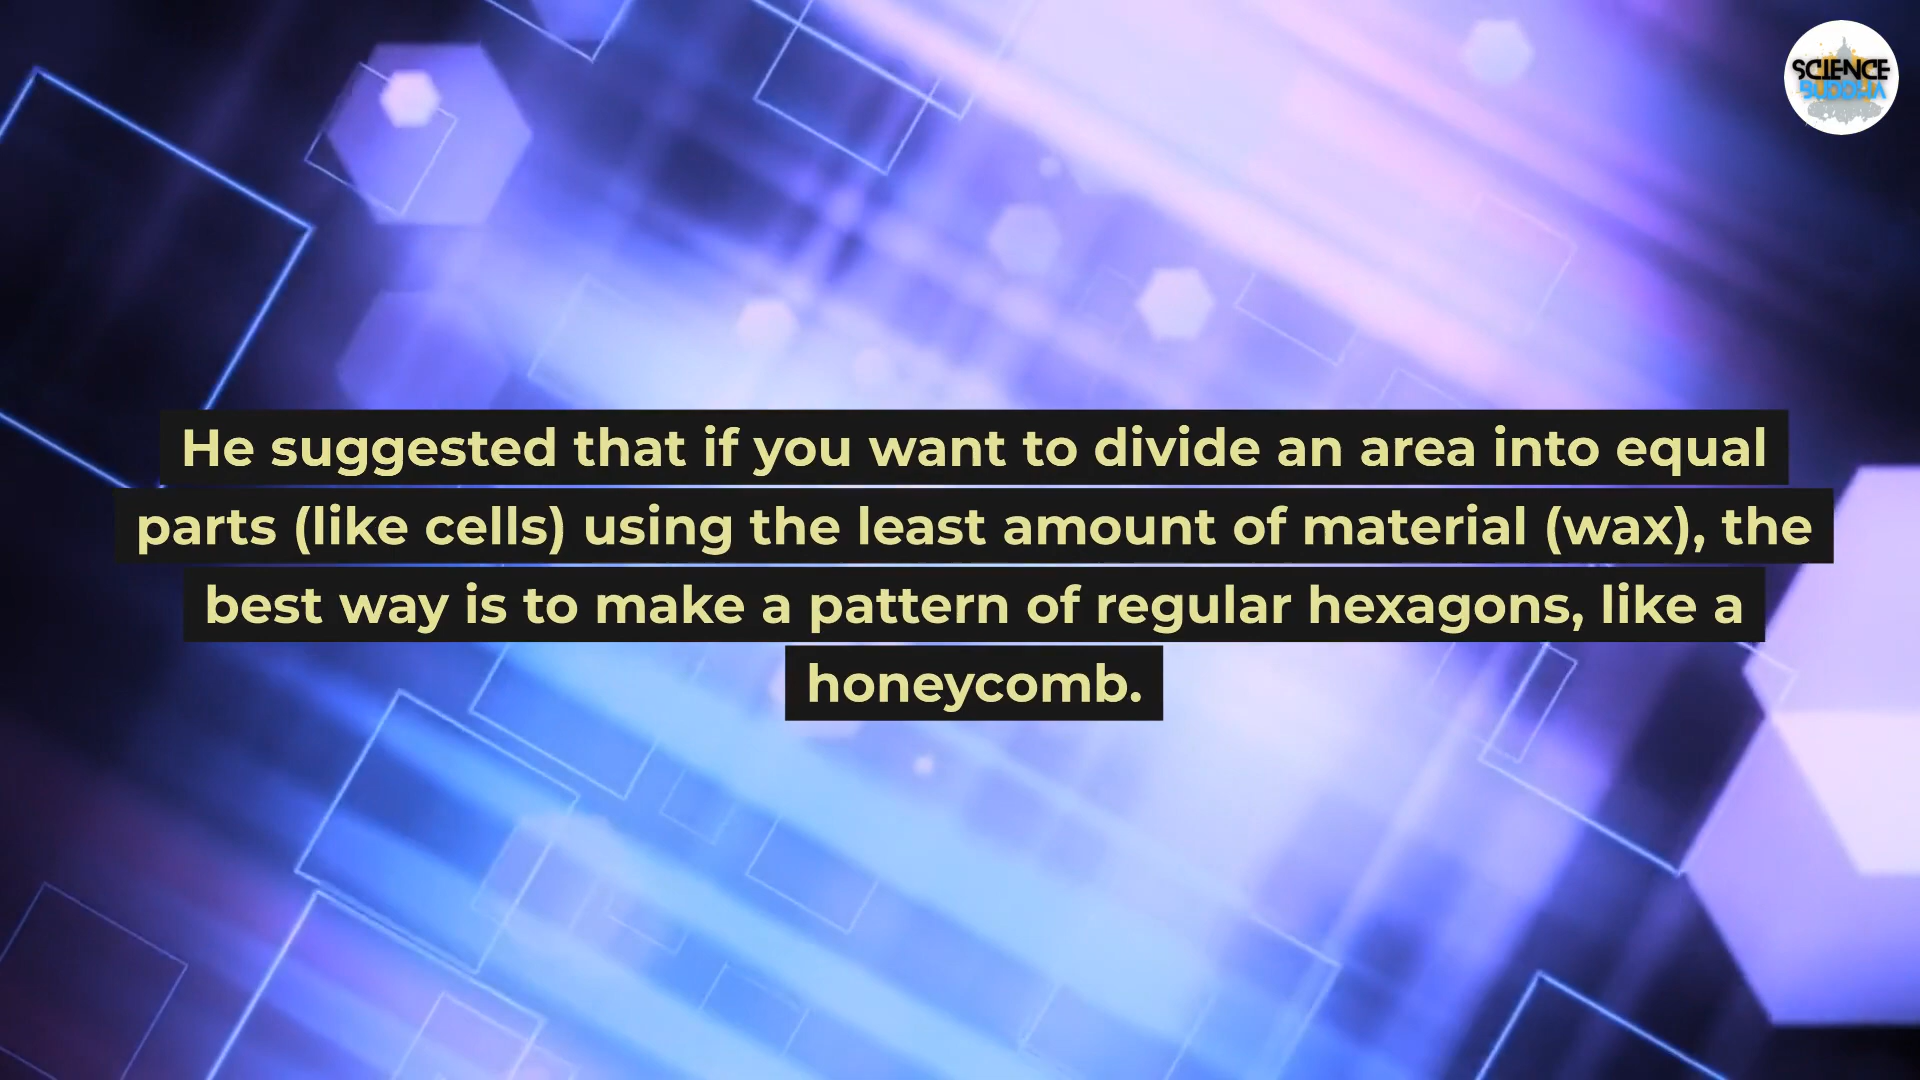 SCIENCE
BUDDHA
He suggested that if you want to divide an area into equal
parts (like cells) using the least amount of material (wax), the
best way is to make a pattern of regular hexagons, like a
honeycomb.